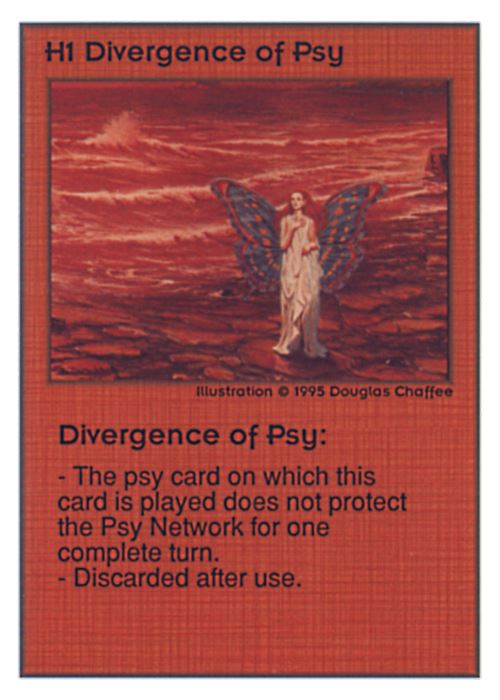 H1 Divergence of Psy
Illustration © 1995 Douglas Chaffee
Divergence of Psy:
- The psy card on which this
card is played does not protect
the Psy Network for one
complete turn.
- Discarded after use.